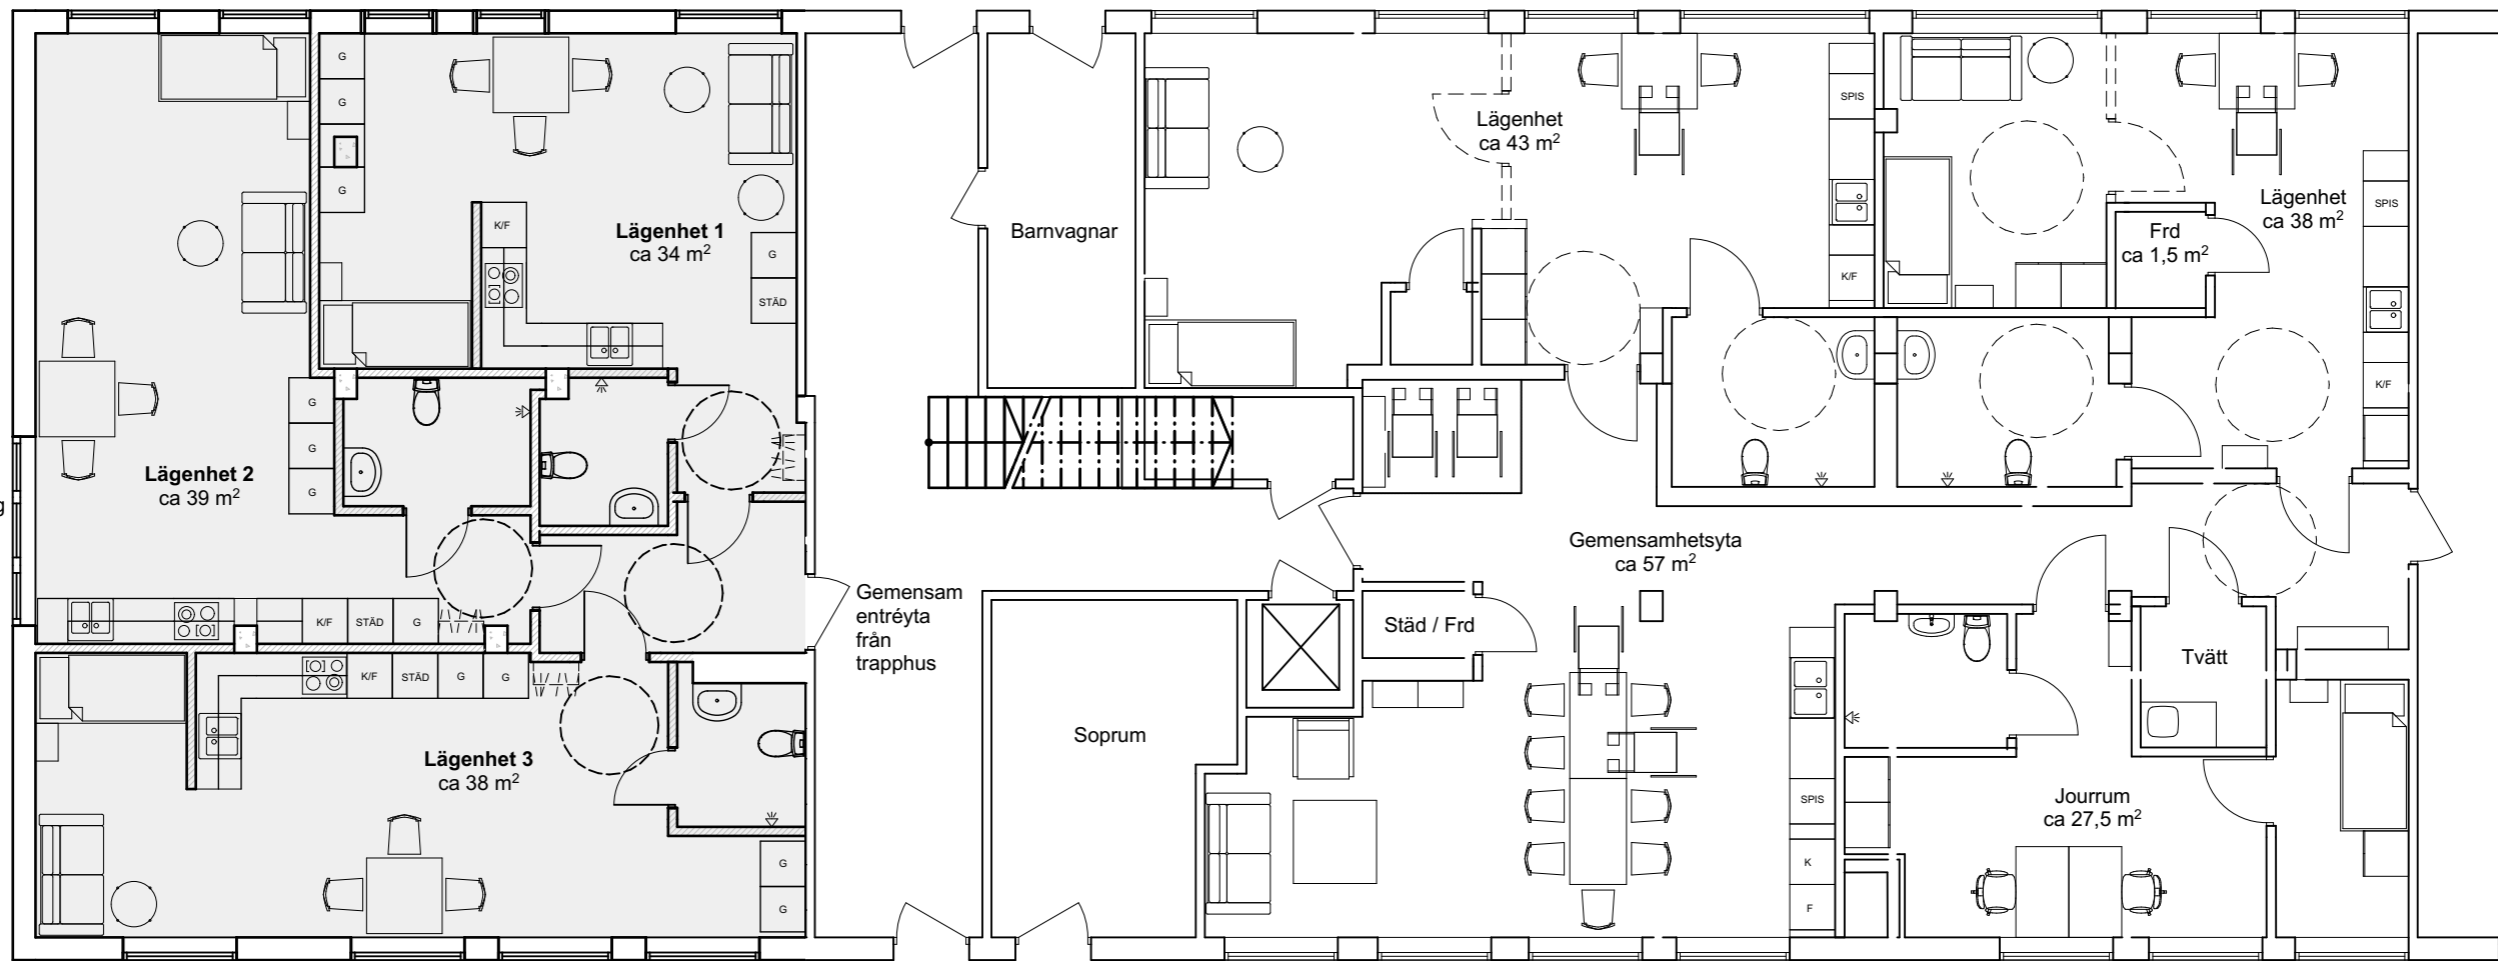 G
G
G
Lägenhet 1
ca 34 m²
K/F
G
STÄD
Lägenhet 2
ca 39 m²
G
G
G
g
K/F
STÄD
G
K/F
STÄD
G
G
Lägenhet 3
ca 38 m²
G
G
Gemensam
entréyta
från
trapphus
Barnvagnar
Soprum
Lägenhet
ca 43 m²
SPIS
K/F
Lägenhet
ca 38 m²
Frd
ca 1,5 m²
SPIS
K/F
Gemensamhetsyta
ca 57 m²
Städ / Frd
SPIS
K
F
Tvätt
Jourrum
ca 27,5 m²